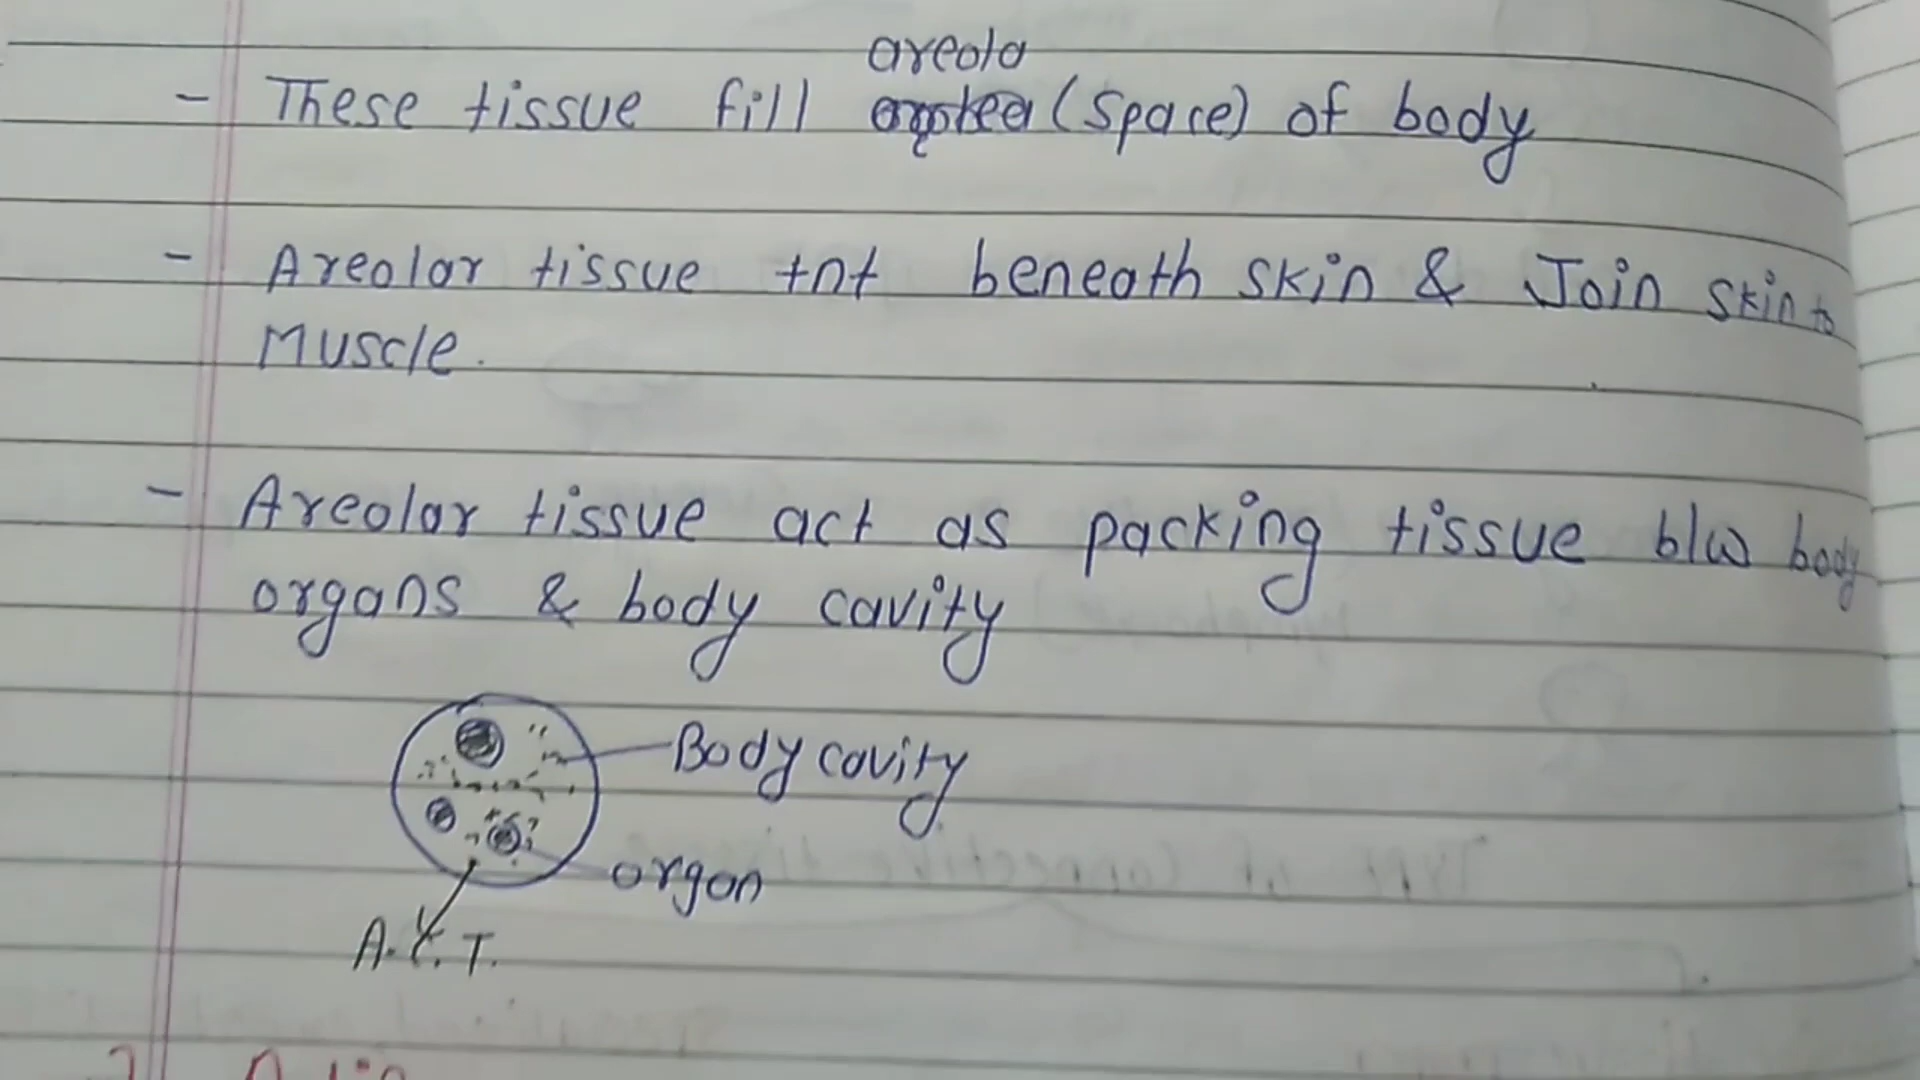 areola
- These tissue fill (Space) of body
- Areolar tissue tnt beneath skin & Join skin to
Muscle.
- Areolar tissue act as packing tissue b/w body
organs & body cavity
Body cavity
organ
A.C.T.